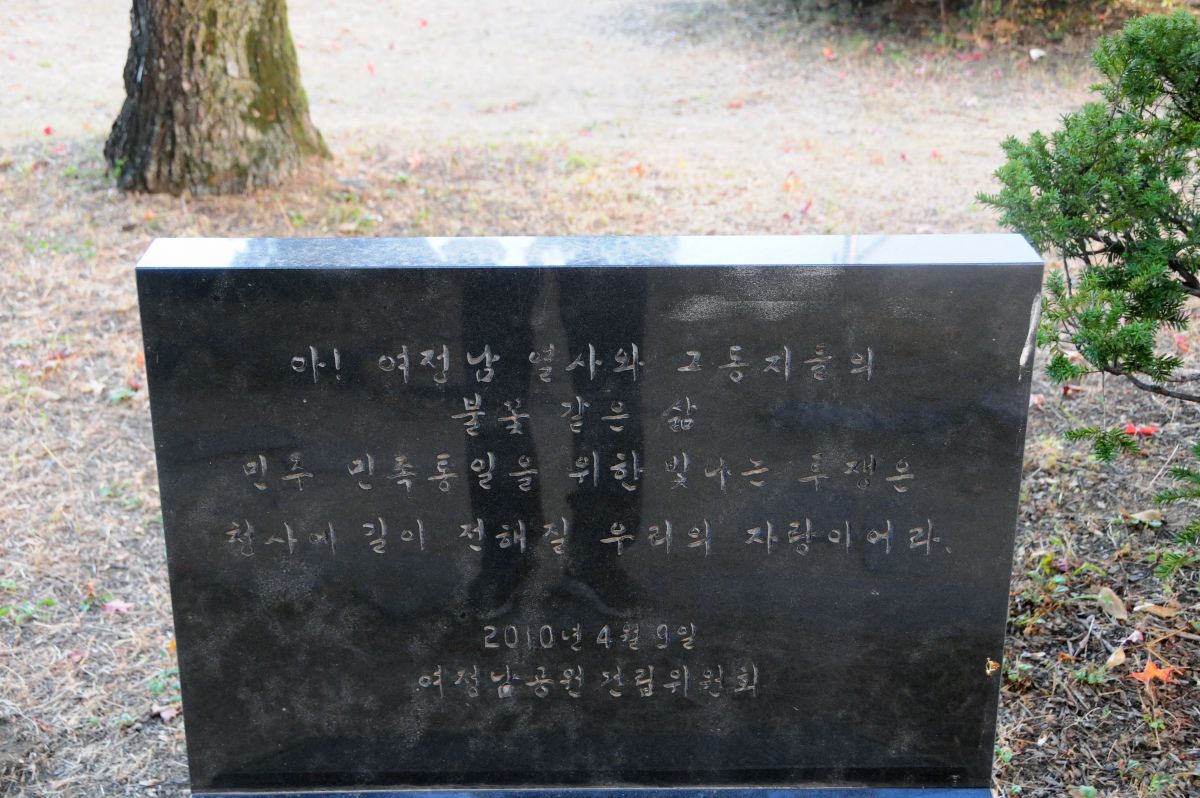 아! 여정남 열사와 그 동지들의
불꽃 같은 삶
민주 민족통일을 위한 빛나는 투쟁은
청사에 길이 전해질 우리의 자랑이어라.
2010년 4월 9일
여정남공원 건립위원회